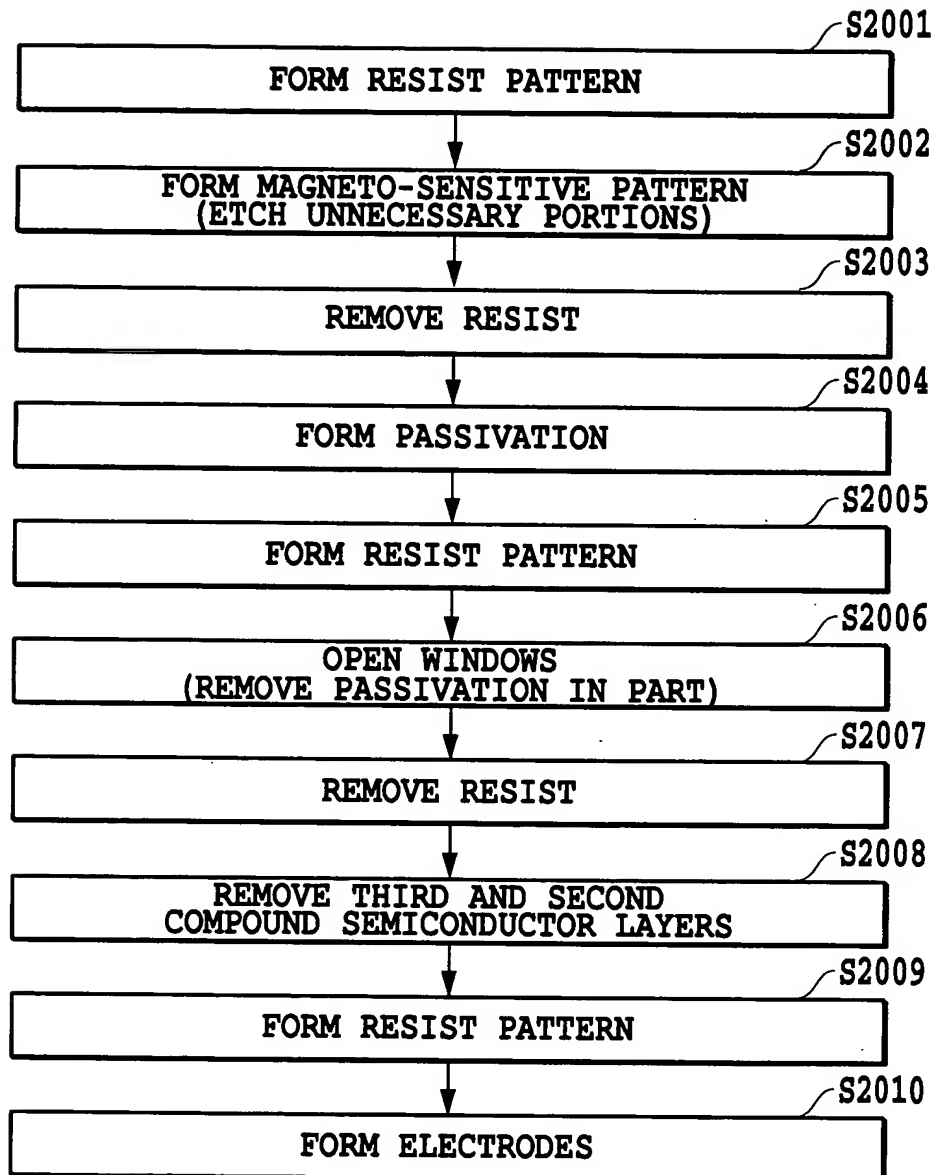 S2001
FORM RESIST PATTERN
S2002
FORM MAGNETO-SENSITIVE PATTERN
(ETCH UNNECESSARY PORTIONS)
S2003
REMOVE RESIST
S2004
FORM PASSIVATION
S2005
FORM RESIST PATTERN
S2006
OPEN WINDOWS
(REMOVE PASSIVATION IN PART)
S2007
REMOVE RESIST
S2008
REMOVE THIRD AND SECOND
COMPOUND SEMICONDUCTOR LAYERS
S2009
FORM RESIST PATTERN
S2010
FORM ELECTRODES